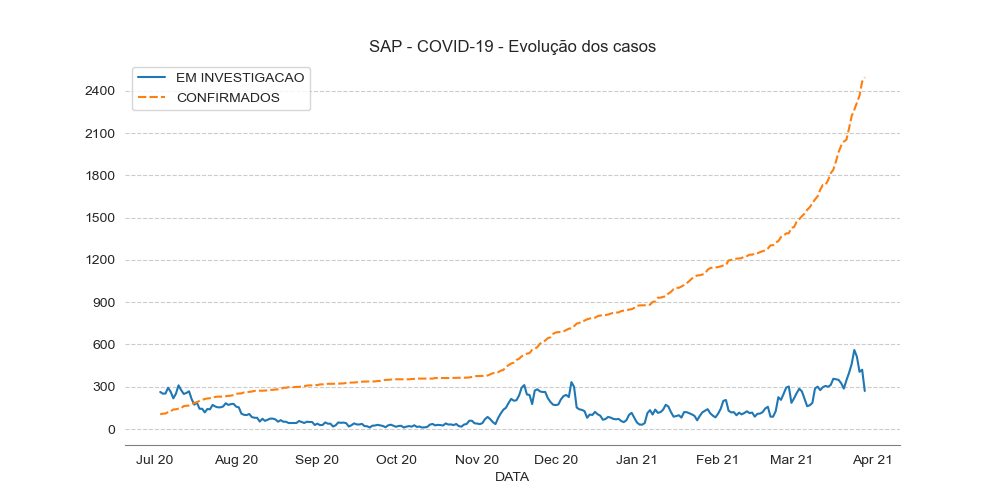 SAP - COVID-19 - Evolução dos casos
EM INVESTIGACAO
CONFIRMADOS
2400
2100
1800
1500
1200
900
600
300
0
Jul 20 Aug 20 Sep 20 Oct 20 Nov 20 Dec 20 Jan 21 Feb 21 Mar 21 Apr 21
DATA